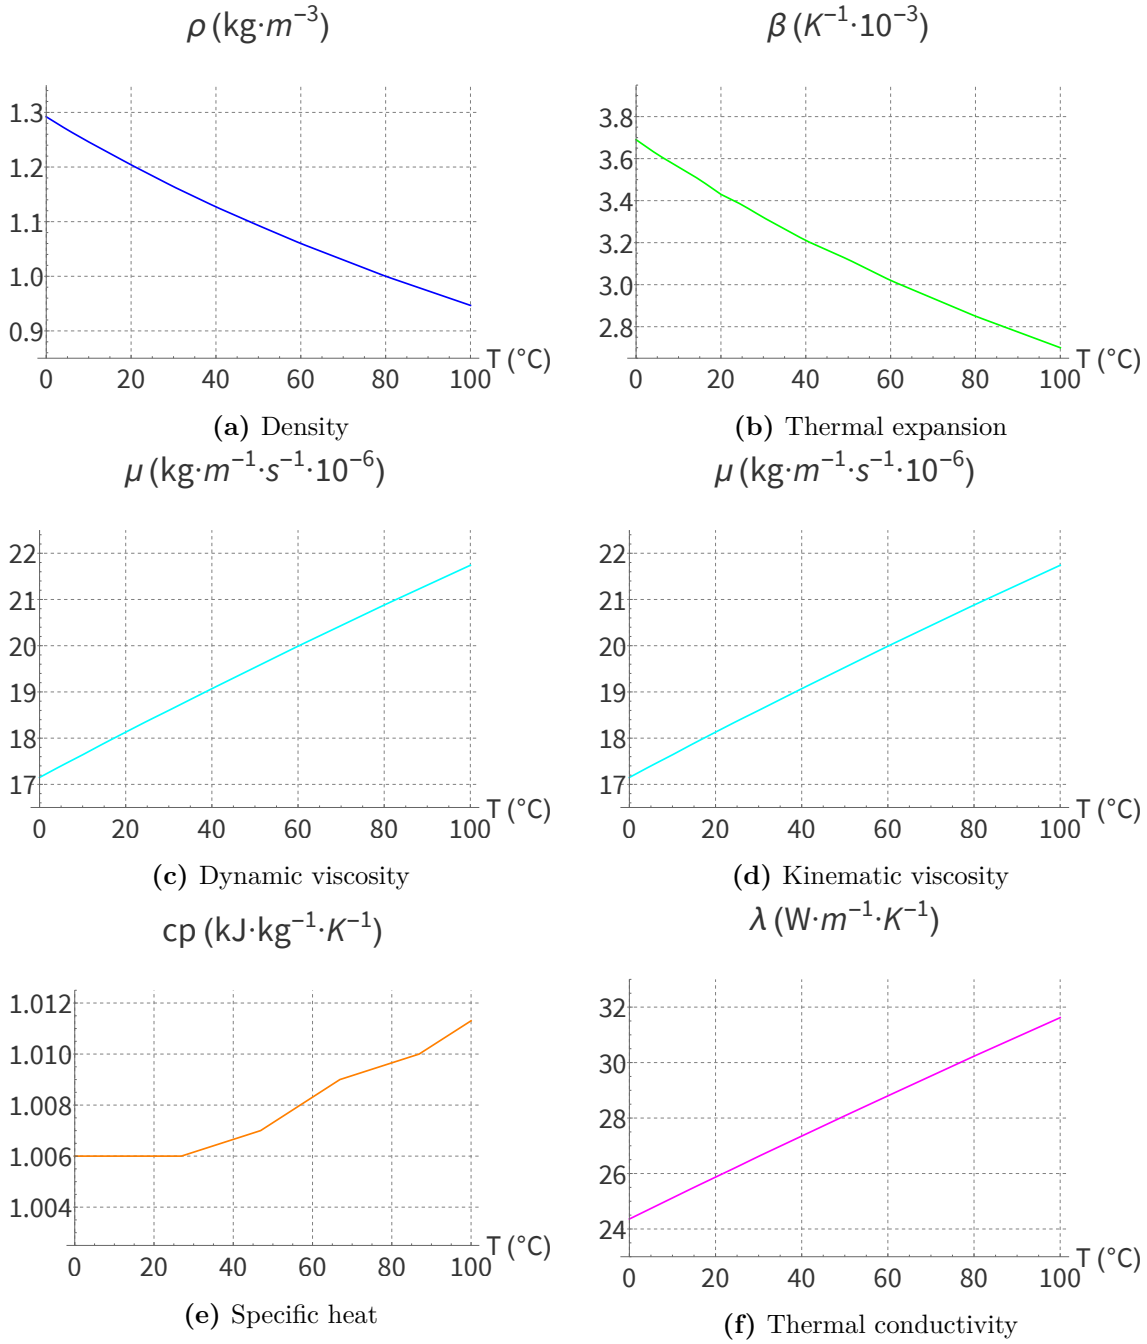 ρ (kg·m⁻³)
1.3
1.2
1.1
1.0
0.9
0 20 40 60 80 100
T (°C)
(a) Density
β (K⁻¹·10⁻³)
3.8
3.6
3.4
3.2
3.0
2.8
0 20 40 60 80 100
T (°C)
(b) Thermal expansion
μ (kg·m⁻¹·s⁻¹·10⁻⁶)
22
21
20
19
18
17
0 20 40 60 80 100
T (°C)
(c) Dynamic viscosity
μ (kg·m⁻¹·s⁻¹·10⁻⁶)
22
21
20
19
18
17
0 20 40 60 80 100
T (°C)
(d) Kinematic viscosity
cp (kJ·kg⁻¹·K⁻¹)
1.012
1.010
1.008
1.006
1.004
0 20 40 60 80 100
T (°C)
(e) Specific heat
λ (W·m⁻¹·K⁻¹)
32
30
28
26
24
0 20 40 60 80 100
T (°C)
(f) Thermal conductivity